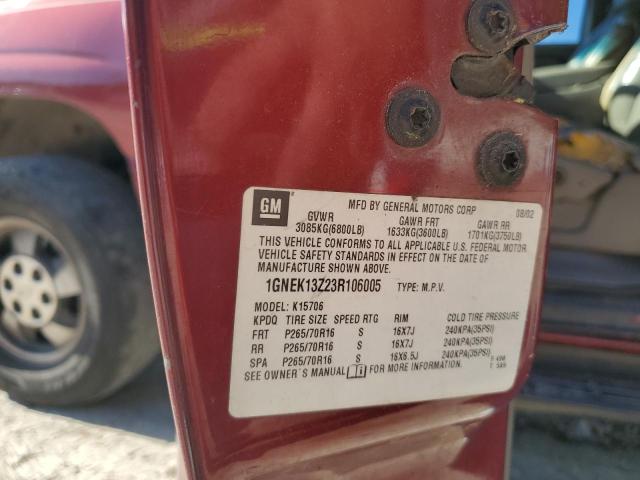 GM MFD BY GENERAL MOTORS CORP 08/02
GVWR GAWR FRT GAWR RR
3085KG(6800LB) 1633KG(3600LB) 1701KG(3750LB)
THIS VEHICLE CONFORMS TO ALL APPLICABLE U.S. FEDERAL MOTOR
VEHICLE SAFETY STANDARDS IN EFFECT ON THE DATE OF
MANUFACTURE SHOWN ABOVE.
1GNEK13Z23R106005 TYPE: M.P.V.
MODEL: K15706
KPDQ TIRE SIZE SPEED RTG RIM COLD TIRE PRESSURE
FRT P265/70R16 S 16X7J 240KPA(35PSI)
RR P265/70R16 S 16X7J 240KPA(35PSI)
SPA P265/70R16 S 16X6.5J 240KPA(35PSI)
SEE OWNER'S MANUAL FOR MORE INFORMATION.